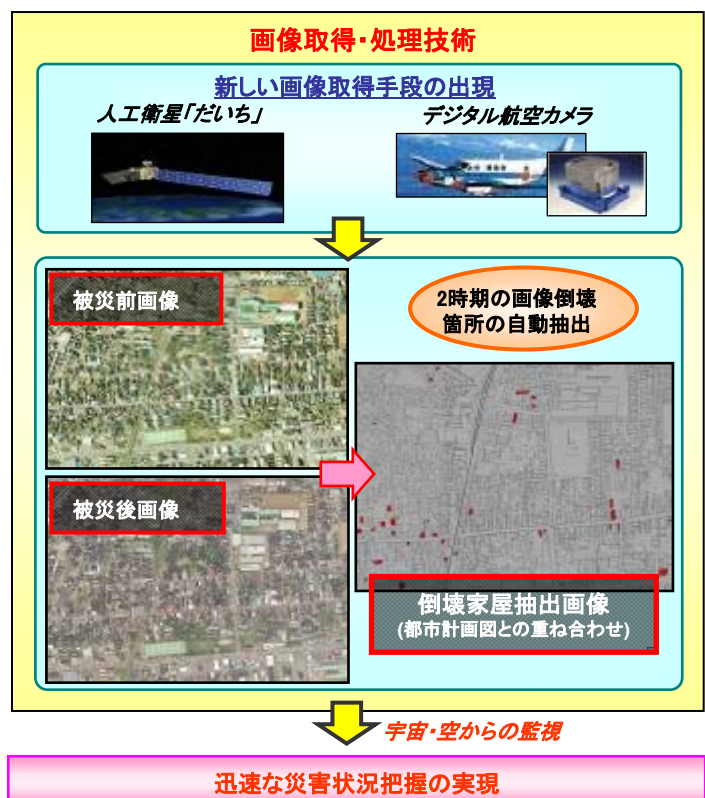 画像取得・処理技術
新しい画像取得手段の出現
人工衛星「だいち」
デジタル航空カメラ
被災前画像
2時期の画像倒壊
箇所の自動抽出
被災後画像
倒壊家屋抽出画像
(都市計画図との重ね合わせ)
宇宙・空からの監視
迅速な災害状況把握の実現